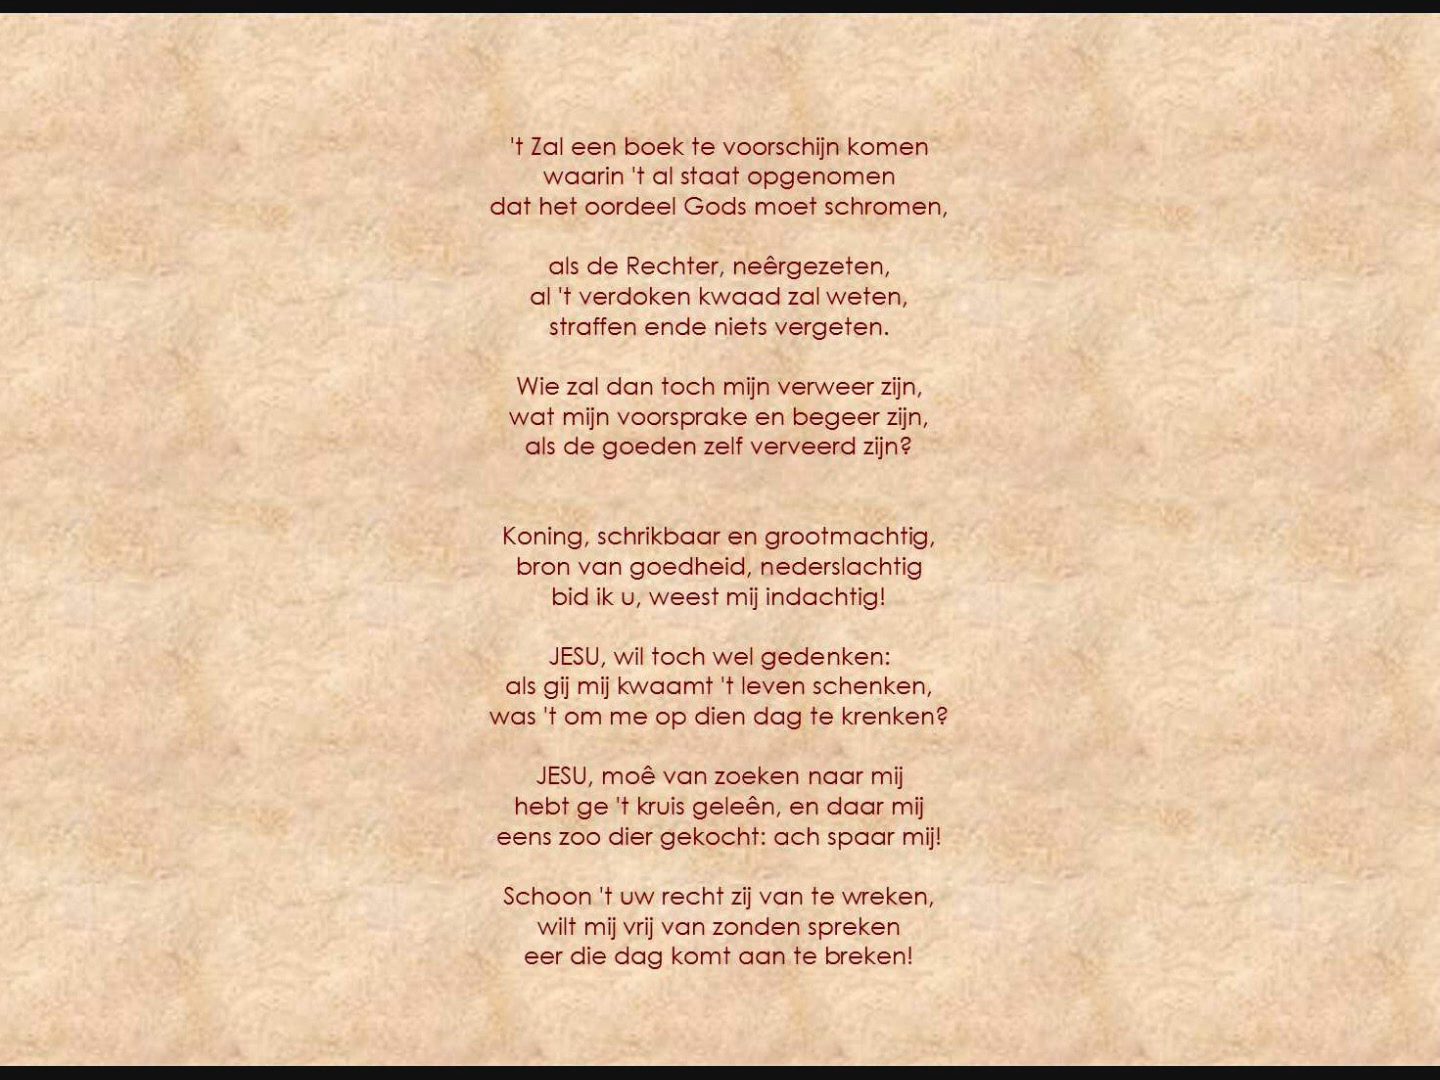 't Zal een boek te voorschijn komen
waarin 't al staat opgenomen
dat het oordeel Gods moet schromen,
als de Rechter, neêrgezeten,
al 't verdoken kwaad zal weten,
straffen ende niets vergeten.
Wie zal dan toch mijn verweer zijn,
wat mijn voorsprake en begeer zijn,
als de goeden zelf verveerd zijn?
Koning, schrikbaar en grootmachtig,
bron van goedheid, nederslachtig
bid ik u, weest mij indachtig!
JESU, wil toch wel gedenken:
als gij mij kwaamt 't leven schenken,
was 't om me op dien dag te krenken?
JESU, moê van zoeken naar mij
hebt ge 't kruis geleên, en daar mij
eens zoo dier gekocht: ach spaar mij!
Schoon 't uw recht zij van te wreken,
wilt mij vrij van zonden spreken
eer die dag komt aan te breken!